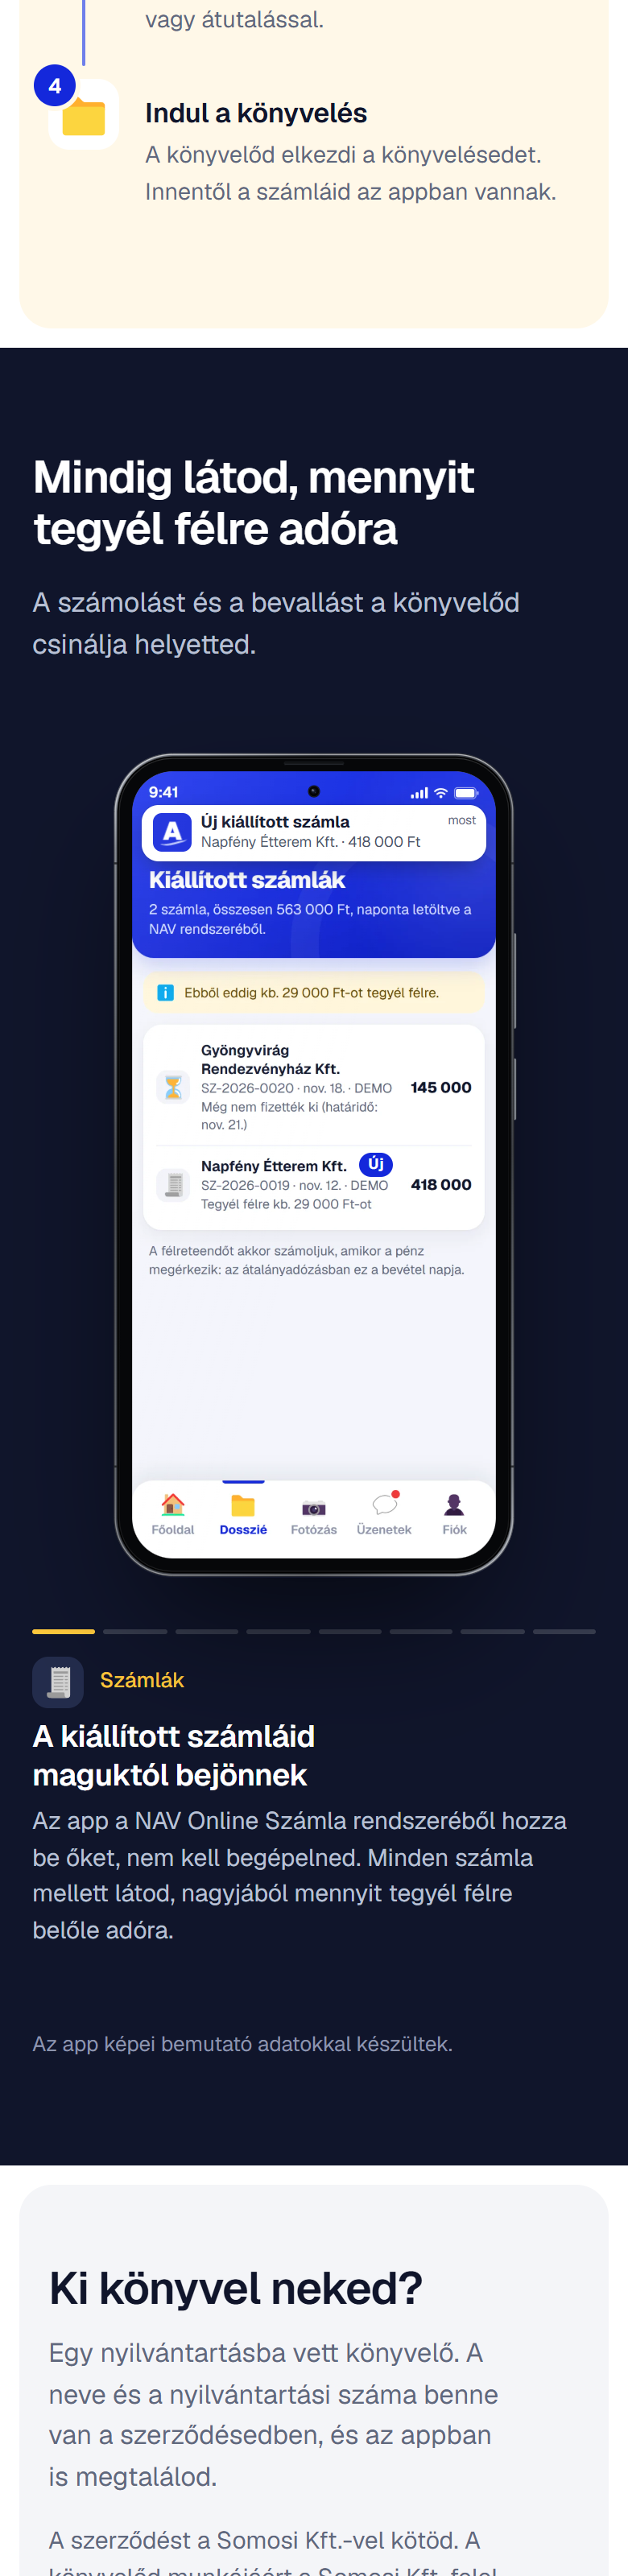 vagy átutalással.
4
Indul a könyvelés
A könyvelőd elkezdi a könyvelésedet.
Innentől a számláid az appban vannak.
Mindig látod, mennyit
tegyél félre adóra
A számolást és a bevallást a könyvelőd
csinálja helyetted.
9:41
A
Új kiállított számla
most
Napfény Étterem Kft. · 418 000 Ft
Kiállított számlák
2 számla, összesen 563 000 Ft, naponta letöltve a
NAV rendszeréből.
Ebből eddig kb. 29 000 Ft-ot tegyél félre.
Gyöngyvirág
Rendezvényház Kft.
SZ-2026-0020 · nov. 18. · DEMO
145 000
Még nem fizették ki (határidő:
nov. 21.)
Napfény Étterem Kft.
Új
SZ-2026-0019 · nov. 12. · DEMO
418 000
Tegyél félre kb. 29 000 Ft-ot
A félreteendőt akkor számoljuk, amikor a pénz
megérkezik: az átalányadózásban ez a bevétel napja.
Főoldal
Dosszié
Fotózás
Üzenetek
Fiók
Számlák
A kiállított számláid
maguktól bejönnek
Az app a NAV Online Számla rendszeréből hozza
be őket, nem kell begépelned. Minden számla
mellett látod, nagyjából mennyit tegyél félre
belőle adóra.
Az app képei bemutató adatokkal készültek.
Ki könyvel neked?
Egy nyilvántartásba vett könyvelő. A
neve és a nyilvántartási száma benne
van a szerződésedben, és az appban
is megtalálod.
A szerződést a Somosi Kft.-vel kötöd. A